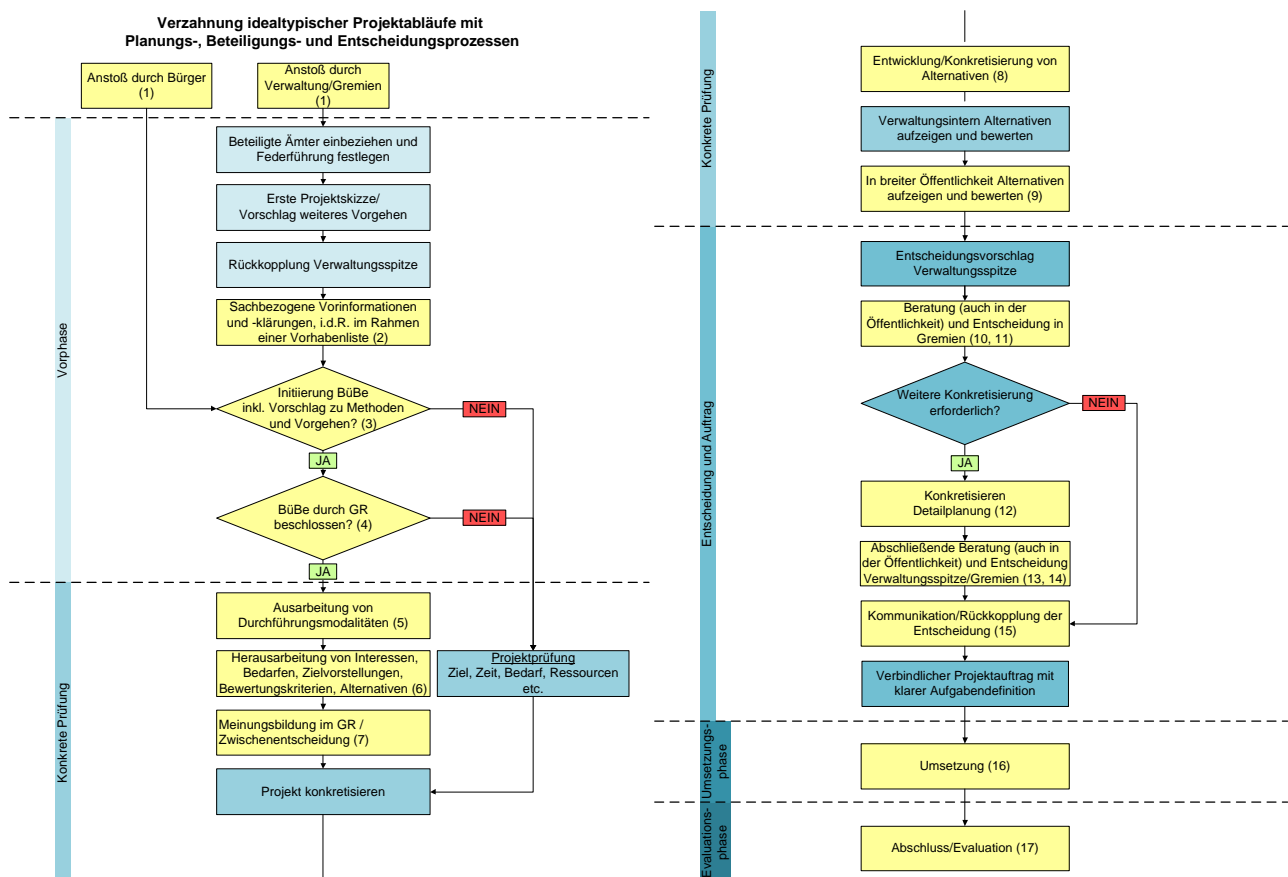 Verzahnung idealtypischer Projektabläufe mit
Planungs-, Beteiligungs- und Entscheidungsprozessen
Anstoß durch Bürger
(1)
Anstoß durch
Verwaltung/Gremien
(1)
Vorphase
Beteiligte Ämter einbeziehen und
Federführung festlegen
Erste Projektskizze/
Vorschlag weiteres Vorgehen
Rückkopplung Verwaltungsspitze
Sachbezogene Vorinformationen
und -klärungen, i.d.R. im Rahmen
einer Vorhabenliste (2)
Initiierung BüBe
inkl. Vorschlag zu Methoden
und Vorgehen? (3)
NEIN
JA
BüBe durch GR
beschlossen? (4)
NEIN
JA
Konkrete Prüfung
Ausarbeitung von
Durchführungsmodalitäten (5)
Herausarbeitung von Interessen,
Bedarfen, Zielvorstellungen,
Bewertungskriterien, Alternativen (6)
Projektprüfung
Ziel, Zeit, Bedarf, Ressourcen
etc.
Meinungsbildung im GR /
Zwischenentscheidung (7)
Projekt konkretisieren
Konkrete Prüfung
Entwicklung/Konkretisierung von
Alternativen (8)
Verwaltungsintern Alternativen
aufzeigen und bewerten
In breiter Öffentlichkeit Alternativen
aufzeigen und bewerten (9)
Entscheidung und Auftrag
Entscheidungsvorschlag
Verwaltungsspitze
Beratung (auch in der
Öffentlichkeit) und Entscheidung in
Gremien (10, 11)
Weitere Konkretisierung
erforderlich?
NEIN
JA
Konkretisieren
Detailplanung (12)
Abschließende Beratung (auch in
der Öffentlichkeit) und Entscheidung
Verwaltungsspitze/Gremien (13, 14)
Kommunikation/Rückkopplung der
Entscheidung (15)
Verbindlicher Projektauftrag mit
klarer Aufgabendefinition
Umsetzungs-
phase
Umsetzung (16)
Evaluations-
phase
Abschluss/Evaluation (17)